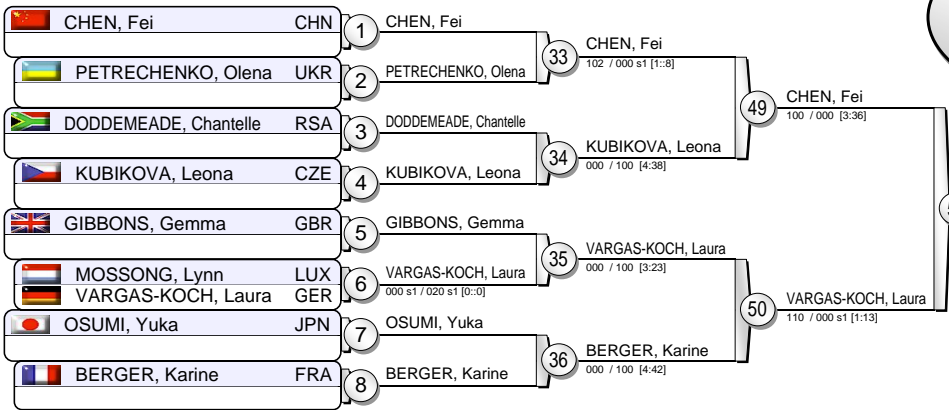 CHEN, Fei CHN
PETRECHENKO, Olena UKR
DODDEMEADE, Chantelle RSA
KUBIKOVA, Leona CZE
GIBBONS, Gemma GBR
MOSSONG, Lynn LUX
VARGAS-KOCH, Laura GER
OSUMI, Yuka JPN
BERGER, Karine FRA
1
2
3
4
5
6
7
8
CHEN, Fei
PETRECHENKO, Olena
DODDEMEADE, Chantelle
KUBIKOVA, Leona
GIBBONS, Gemma
VARGAS-KOCH, Laura
000 s1 / 020 s1 [0::0]
OSUMI, Yuka
BERGER, Karine
33
34
35
36
CHEN, Fei
102 / 000 s1 [1::8]
KUBIKOVA, Leona
000 / 100 [4:38]
VARGAS-KOCH, Laura
000 / 100 [3:23]
BERGER, Karine
000 / 100 [4:42]
49
50
CHEN, Fei
100 / 000 [3:36]
VARGAS-KOCH, Laura
110 / 000 s1 [1:13]